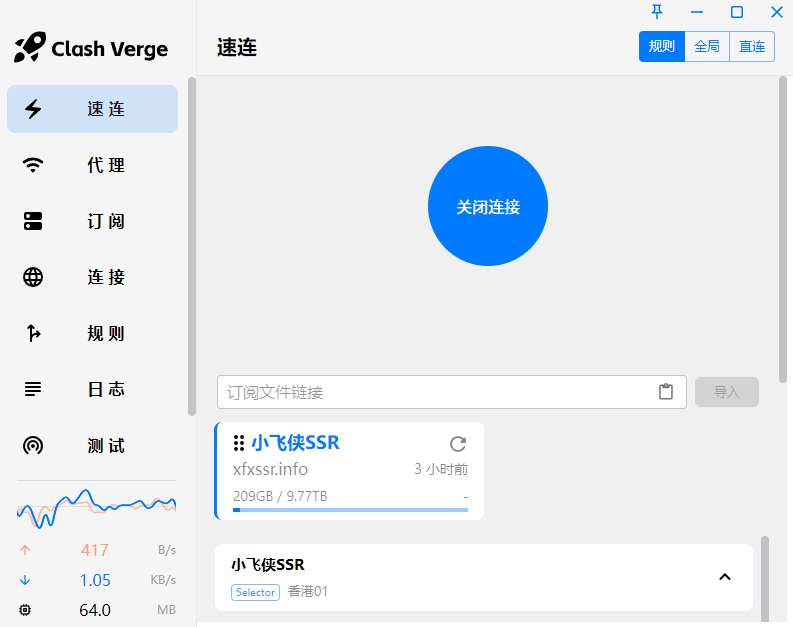 Clash Verge
速连
规则 全局 直连
速 连
代 理
订 阅
连 接
规 则
日 志
测 试
417 B/s
1.05 KB/s
64.0 MB
关闭连接
订阅文件链接
导入
小飞侠SSR
xfxssr.info 3 小时前
209GB / 9.77TB -
小飞侠SSR
Selector 香港01